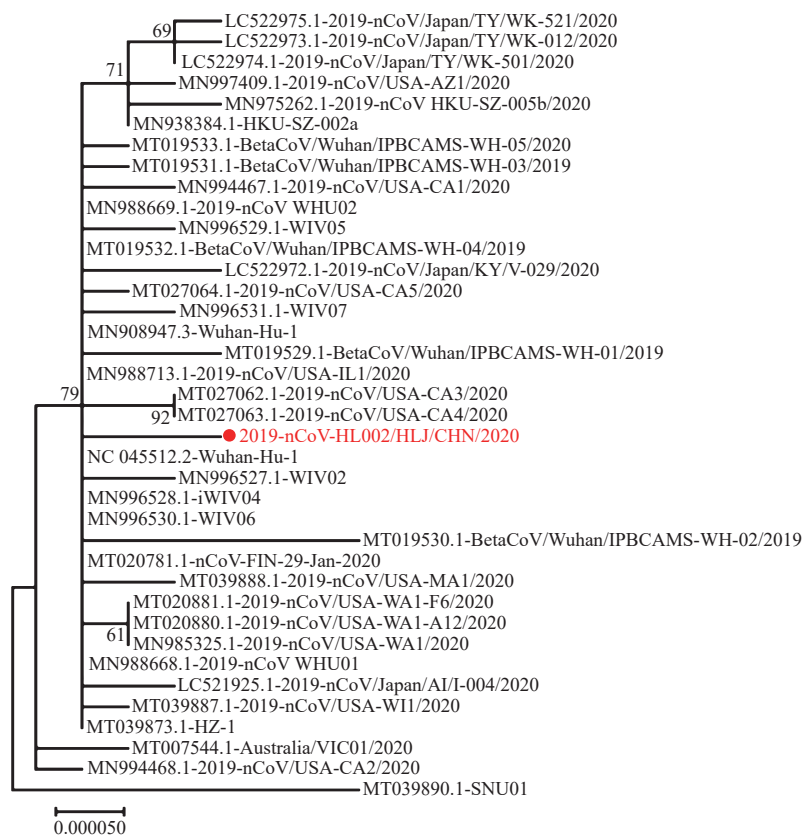 LC522975.1-2019-nCoV/Japan/TY/WK-521/2020
69
LC522973.1-2019-nCoV/Japan/TY/WK-012/2020
LC522974.1-2019-nCoV/Japan/TY/WK-501/2020
71
MN997409.1-2019-nCoV/USA-AZ1/2020
MN975262.1-2019-nCoV HKU-SZ-005b/2020
MN938384.1-HKU-SZ-002a
MT019533.1-BetaCoV/Wuhan/IPBCAMS-WH-05/2020
MT019531.1-BetaCoV/Wuhan/IPBCAMS-WH-03/2019
MN994467.1-2019-nCoV/USA-CA1/2020
MN988669.1-2019-nCoV WHU02
MN996529.1-WIV05
MT019532.1-BetaCoV/Wuhan/IPBCAMS-WH-04/2019
LC522972.1-2019-nCoV/Japan/KY/V-029/2020
MT027064.1-2019-nCoV/USA-CA5/2020
MN996531.1-WIV07
MN908947.3-Wuhan-Hu-1
MT019529.1-BetaCoV/Wuhan/IPBCAMS-WH-01/2019
MN988713.1-2019-nCoV/USA-IL1/2020
79
MT027062.1-2019-nCoV/USA-CA3/2020
92
MT027063.1-2019-nCoV/USA-CA4/2020
2019-nCoV-HL002/HLJ/CHN/2020
NC 045512.2-Wuhan-Hu-1
MN996527.1-WIV02
MN996528.1-iWIV04
MN996530.1-WIV06
MT019530.1-BetaCoV/Wuhan/IPBCAMS-WH-02/2019
MT020781.1-nCoV-FIN-29-Jan-2020
MT039888.1-2019-nCoV/USA-MA1/2020
MT020881.1-2019-nCoV/USA-WA1-F6/2020
MT020880.1-2019-nCoV/USA-WA1-A12/2020
61
MN985325.1-2019-nCoV/USA-WA1/2020
MN988668.1-2019-nCoV WHU01
LC521925.1-2019-nCoV/Japan/AI/I-004/2020
MT039887.1-2019-nCoV/USA-WI1/2020
MT039873.1-HZ-1
MT007544.1-Australia/VIC01/2020
MN994468.1-2019-nCoV/USA-CA2/2020
MT039890.1-SNU01
0.000050